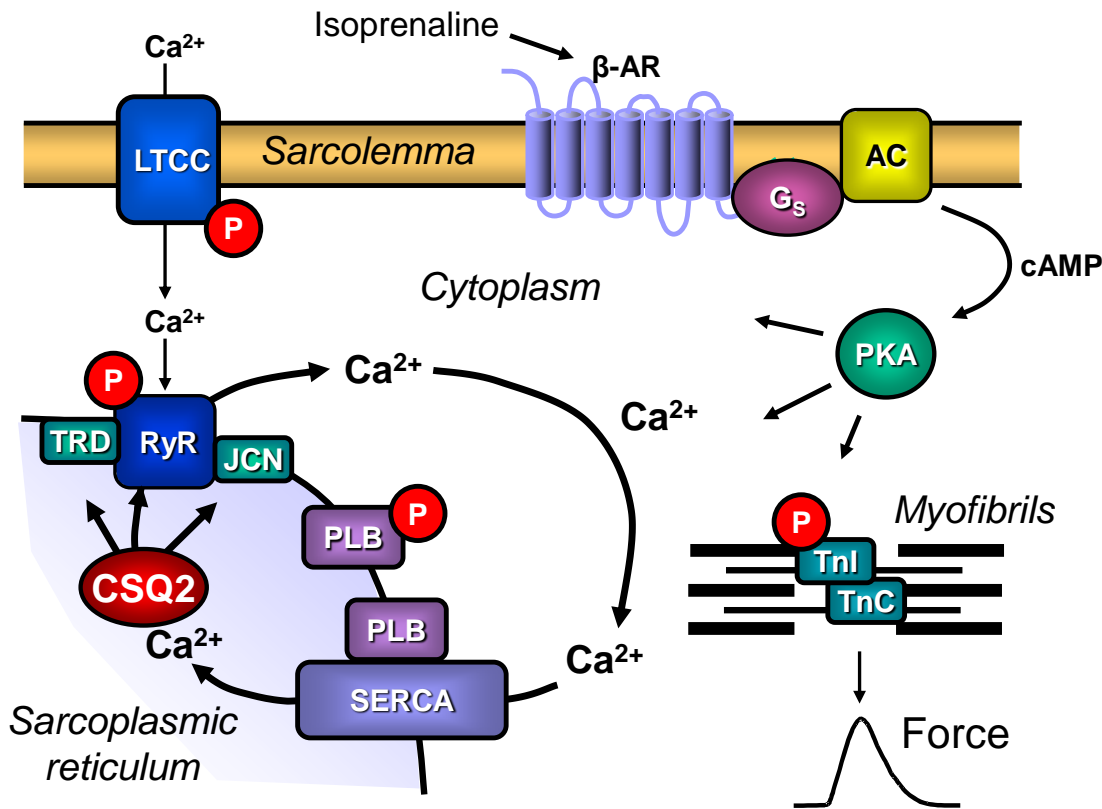 Isoprenaline
Ca²⁺
β-AR
LTCC
Sarcolemma
AC
P
G_S
cAMP
Cytoplasm
Ca²⁺
PKA
P
Ca²⁺
Ca²⁺
TRD
RyR
JCN
P
PLB
P
Myofibrils
TnI
TnC
CSQ2
PLB
Ca²⁺
Ca²⁺
SERCA
Sarcoplasmic
reticulum
Force